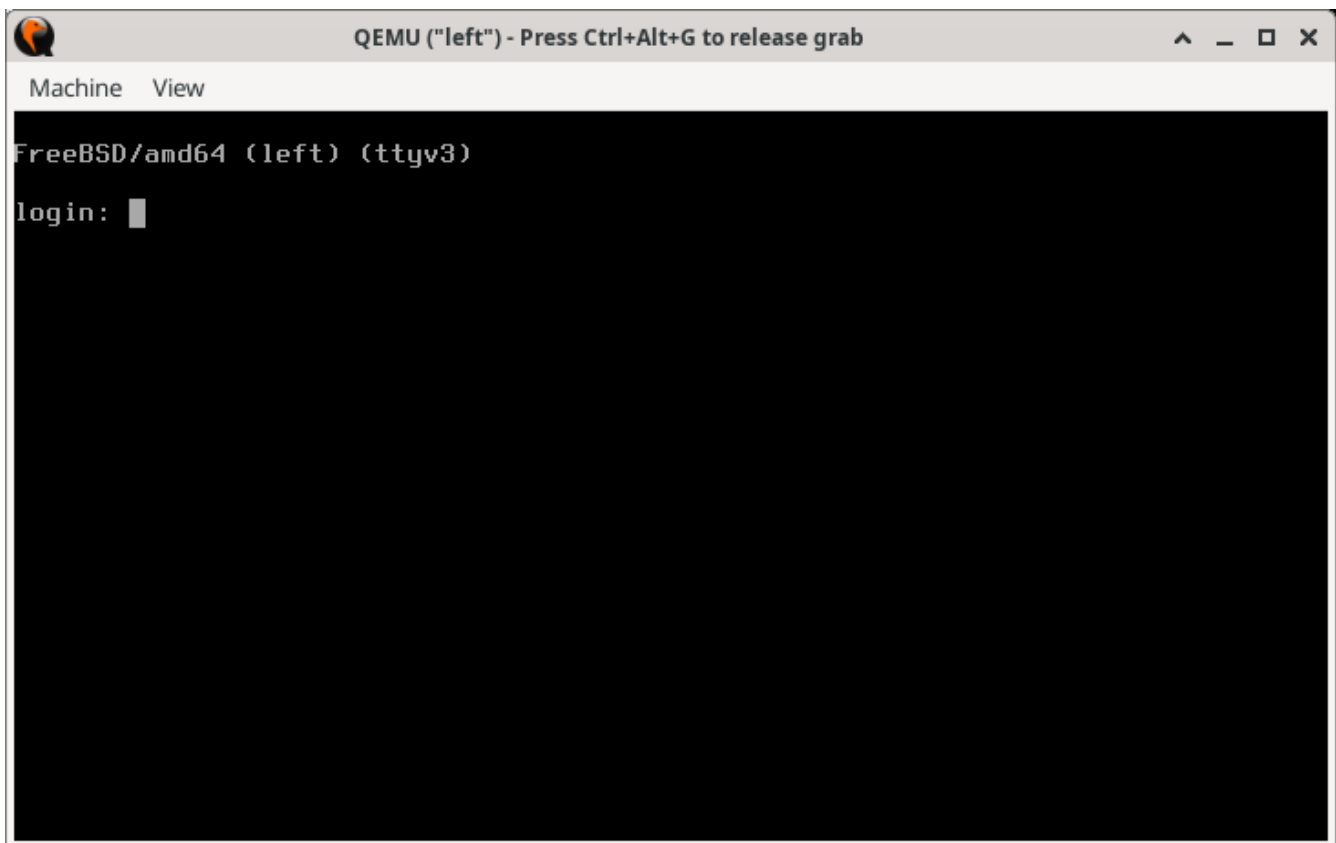 QEMU ("left") - Press Ctrl+Alt+G to release grab
Machine View
FreeBSD/amd64 (left) (ttyv3)
login: